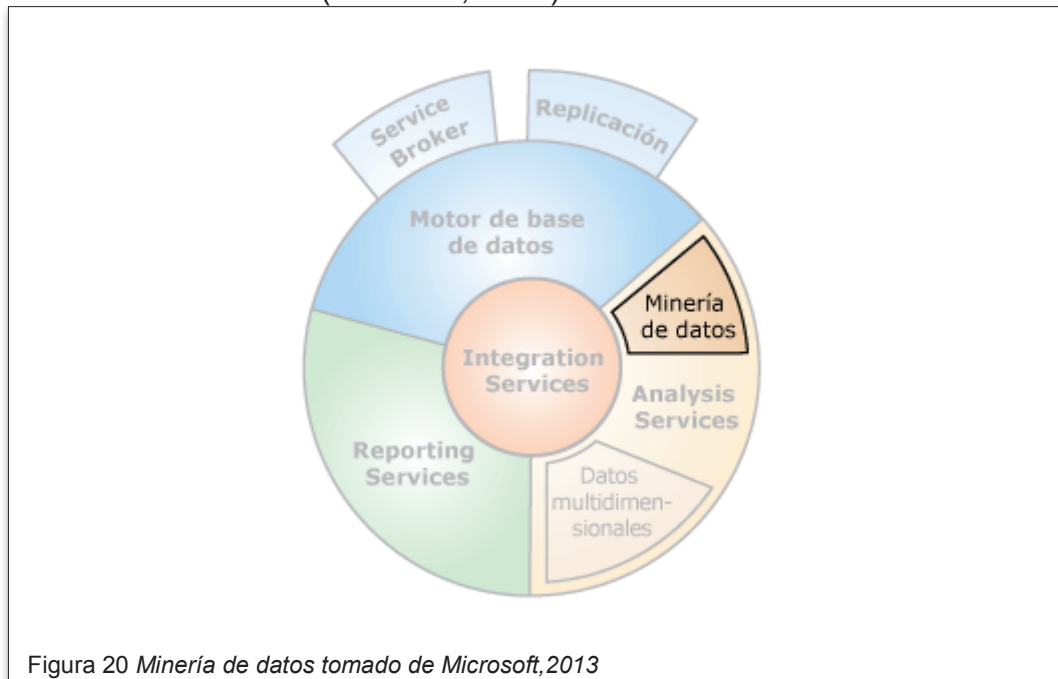 Service
Broker
Replicación
Motor de base
de datos
Minería
de datos
Integration
Services
Analysis
Services
Reporting
Services
Datos
multidimen-
sionales
Figura 20 Minería de datos tomado de Microsoft,2013